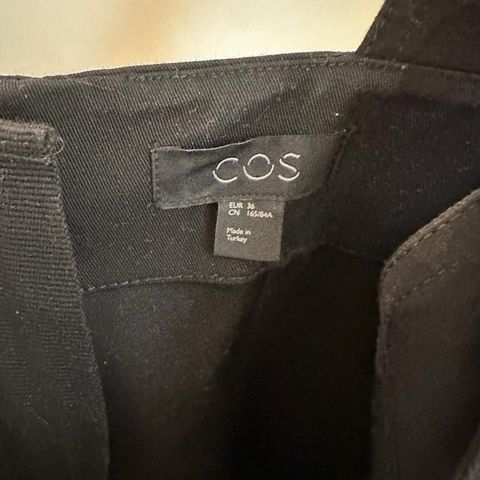 COS
EUR 36
CN 165/84A
Made in
Turkey